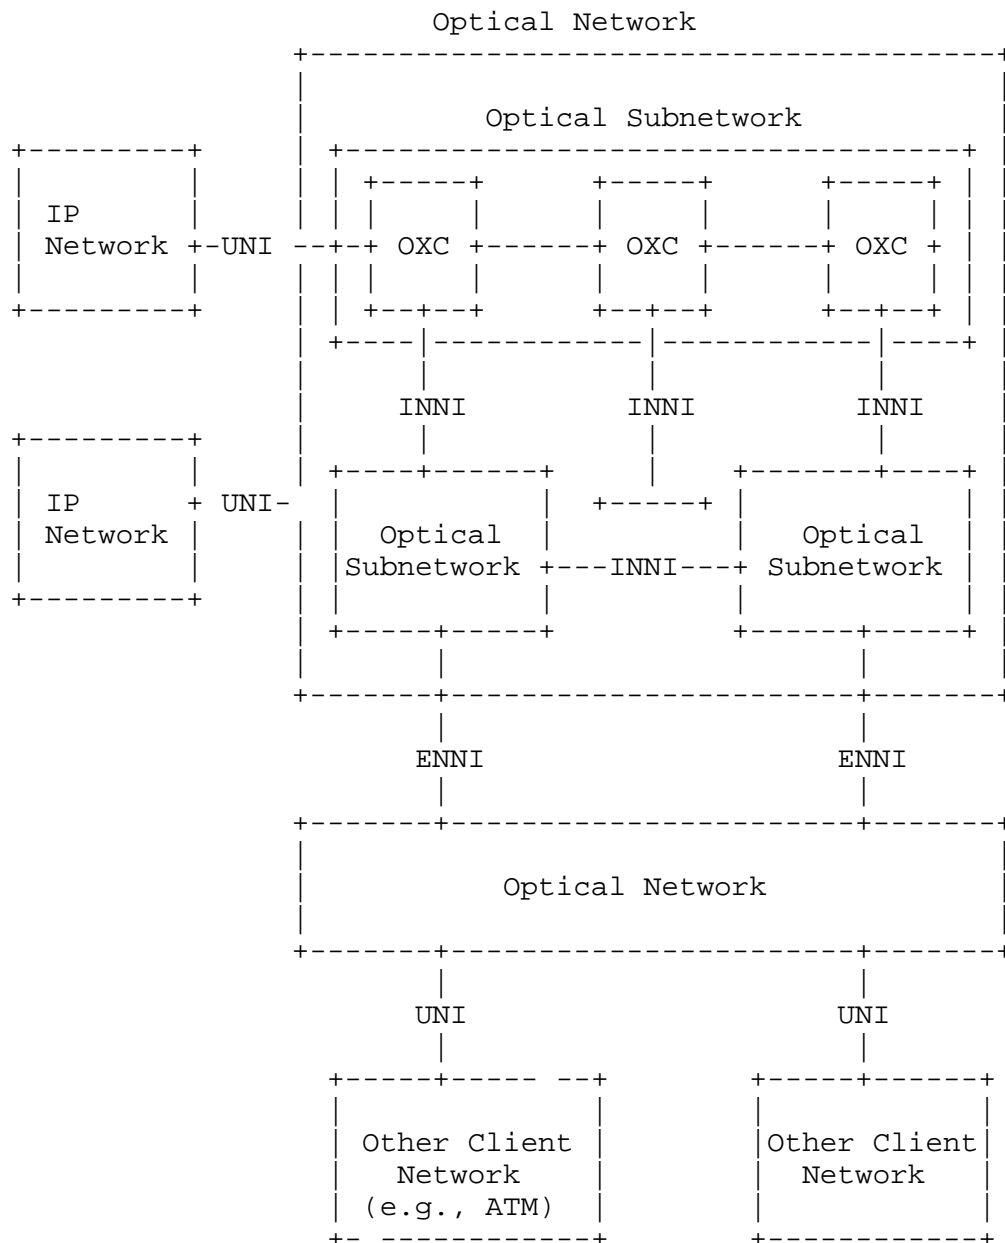 Optical Network
Optical Subnetwork
IP
Network
UNI
OXC
OXC
OXC
INNI
INNI
INNI
IP
Network
UNI
Optical
Subnetwork
INNI
Optical
Subnetwork
ENNI
ENNI
Optical Network
UNI
UNI
Other Client
Network
(e.g., ATM)
Other Client
Network